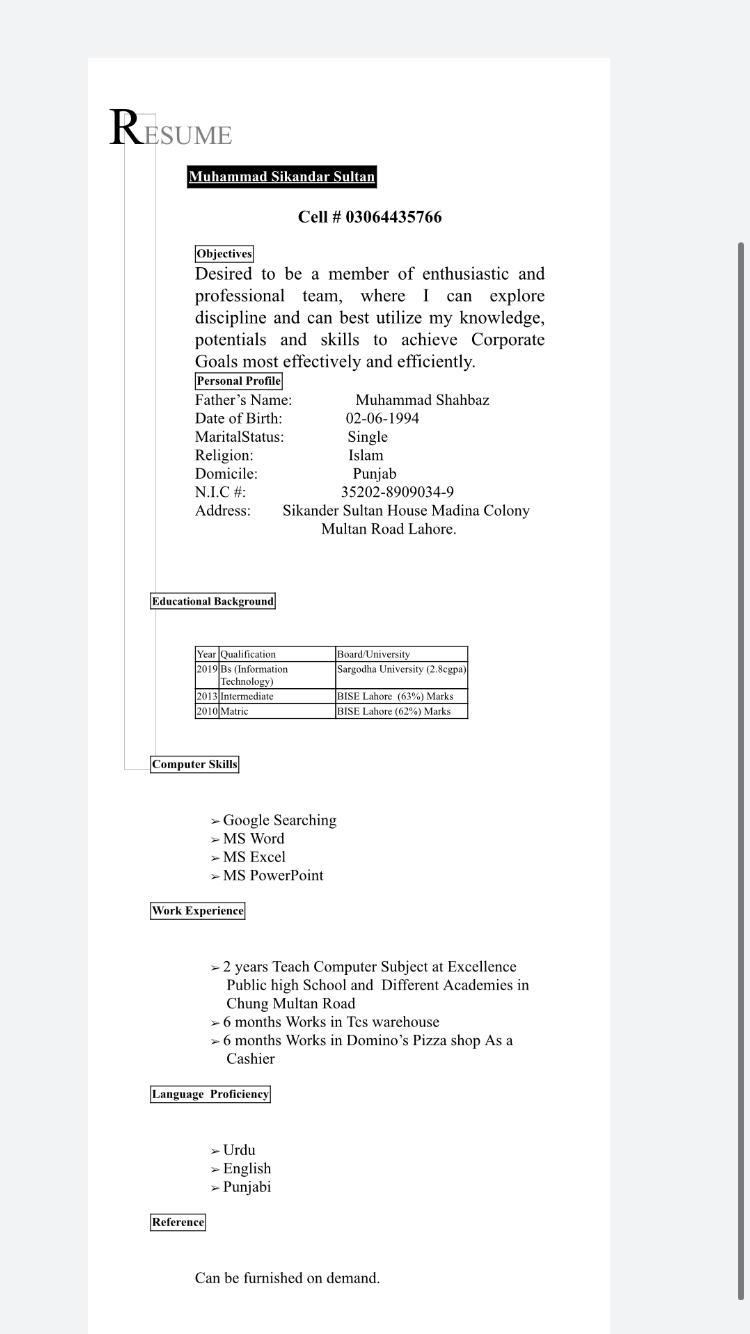 RESUME
Muhammad Sikandar Sultan
Cell # 03064435766
Objectives
Desired to be a member of enthusiastic and
professional team, where I can explore
discipline and can best utilize my knowledge,
potentials and skills to achieve Corporate
Goals most effectively and efficiently.
Personal Profile
Father’s Name: Muhammad Shahbaz
Date of Birth: 02-06-1994
MaritalStatus: Single
Religion: Islam
Domicile: Punjab
N.I.C #: 35202-8909034-9
Address: Sikander Sultan House Madina Colony
Multan Road Lahore.
Educational Background
Year Qualification Board/University
2019 Bs (Information Sargodha University (2.8cgpa)
Technology)
2013 Intermediate BISE Lahore (63%) Marks
2010 Matric BISE Lahore (62%) Marks
Computer Skills
➢ Google Searching
➢ MS Word
➢ MS Excel
➢ MS PowerPoint
Work Experience
➢ 2 years Teach Computer Subject at Excellence
Public high School and Different Academies in
Chung Multan Road
➢ 6 months Works in Tcs warehouse
➢ 6 months Works in Domino’s Pizza shop As a
Cashier
Language Proficiency
➢ Urdu
➢ English
➢ Punjabi
Reference
Can be furnished on demand.